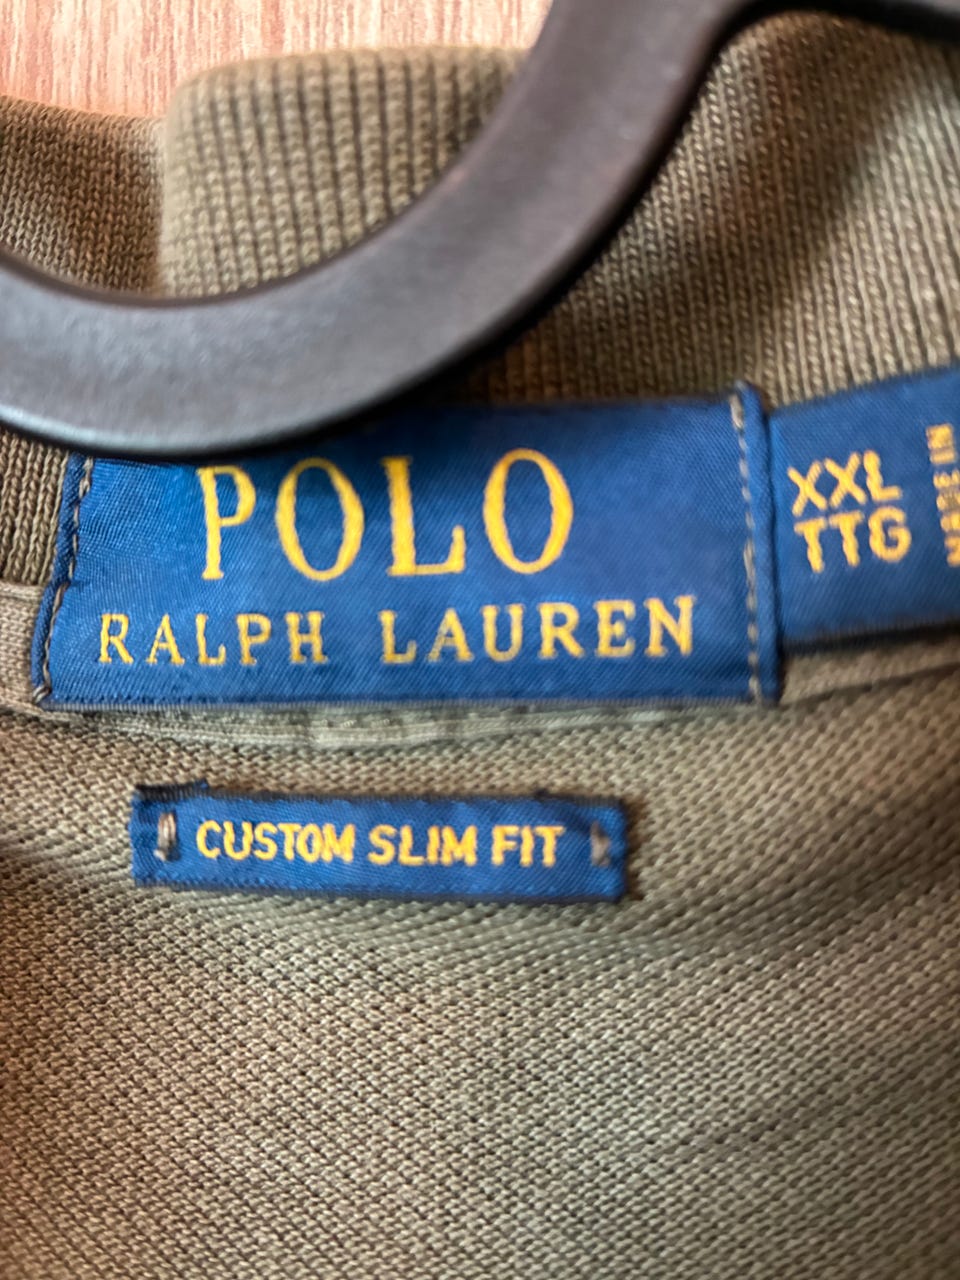 POLO
RALPH LAUREN
XXL
TTG
CUSTOM SLIM FIT